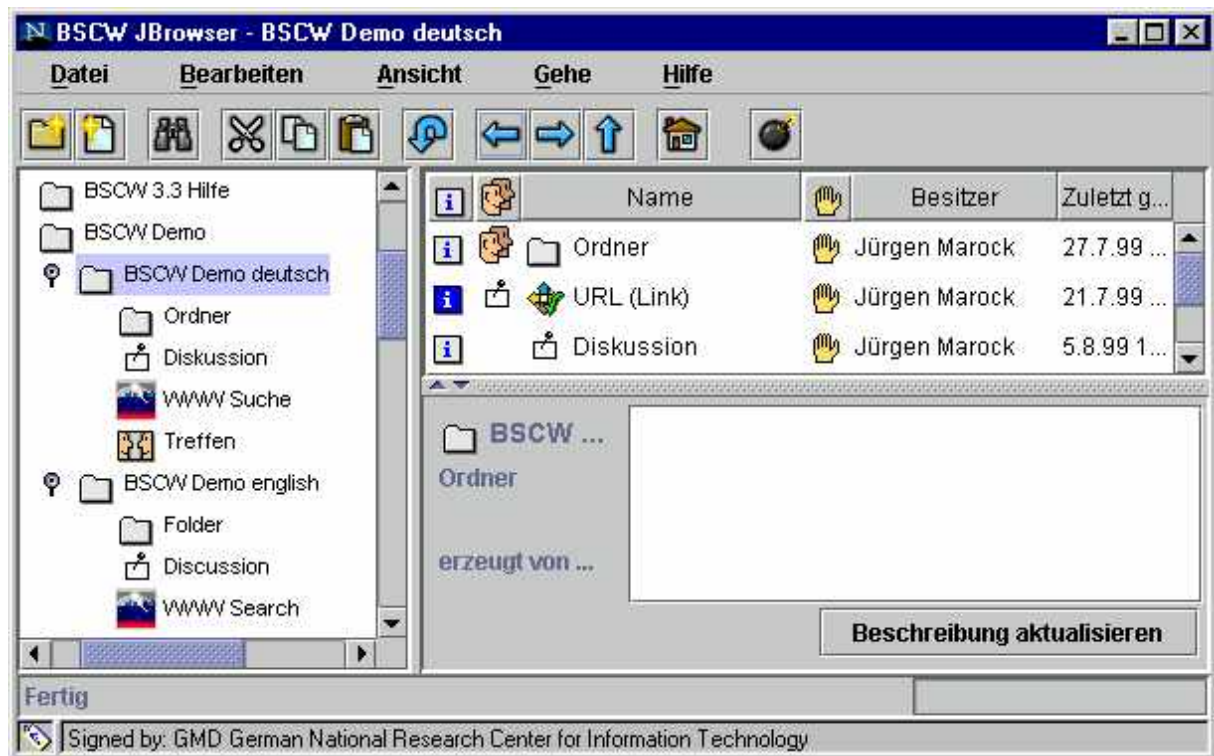 BSCW JBrowser - BSCW Demo deutsch
Datei Bearbeiten Ansicht Gehe Hilfe
BSCW 3.3 Hilfe
BSCW Demo
BSCW Demo deutsch
Ordner
Diskussion
WWW Suche
Treffen
BSCW Demo english
Folder
Discussion
WWW Search
Name Besitzer Zuletzt g...
Ordner Jürgen Marock 27.7.99 ...
URL (Link) Jürgen Marock 21.7.99 ...
Diskussion Jürgen Marock 5.8.99 1...
BSCW ...
Ordner
erzeugt von ...
Beschreibung aktualisieren
Fertig
Signed by: GMD German National Research Center for Information Technology